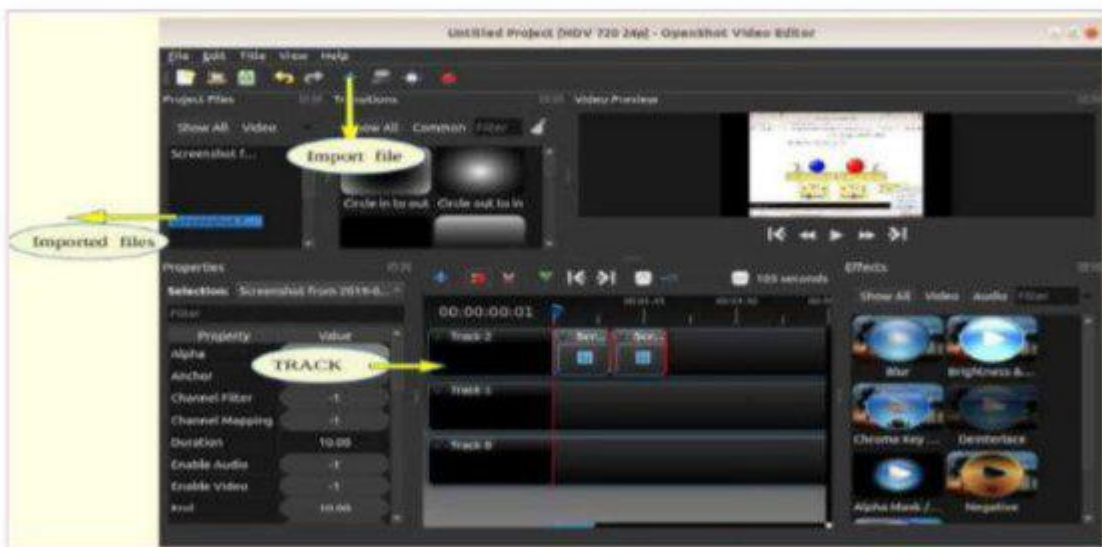 Untitled Project [HDV 720 24p] - OpenShot Video Editor
File Edit Title View Help
Project Files
Transitions
Video Preview
Show All Video
Show All Common Filter
Screenshot f...
Import file
Circle in to out Circle out to in
Screenshot f...
Imported files
Properties
Effects
Selection: Screenshot from 2019-0...
105 seconds
Show All Video Audio Filter
Filter
00:00:00:01
Property Value
Track 2
Scr...
Scr...
Alpha
TRACK
Blur
Brightness &...
Anchor
Channel Filter -1
Track 1
Channel Mapping -1
Duration 10.00
Track 0
Chroma Key ...
Deinterlace
Enable Audio -1
Enable Video -1
End 10.00
Alpha Mask / ...
Negative